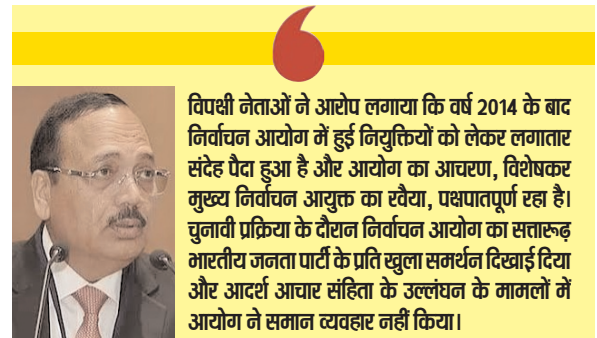 विपक्षी नेताओं ने आरोप लगाया कि वर्ष 2014 के बाद
निर्वाचन आयोग में हुई नियुक्तियों को लेकर लगातार
संदेह पैदा हुआ है और आयोग का आचरण, विशेषकर
मुख्य निर्वाचन आयुक्त का रवैया, पक्षपातपूर्ण रहा है।
चुनावी प्रक्रिया के दौरान निर्वाचन आयोग का सत्तारूढ़
भारतीय जनता पार्टी के प्रति खुला समर्थन दिखाई दिया
और आदर्श आचार संहिता के उल्लंघन के मामलों में
आयोग ने समान व्यवहार नहीं किया।